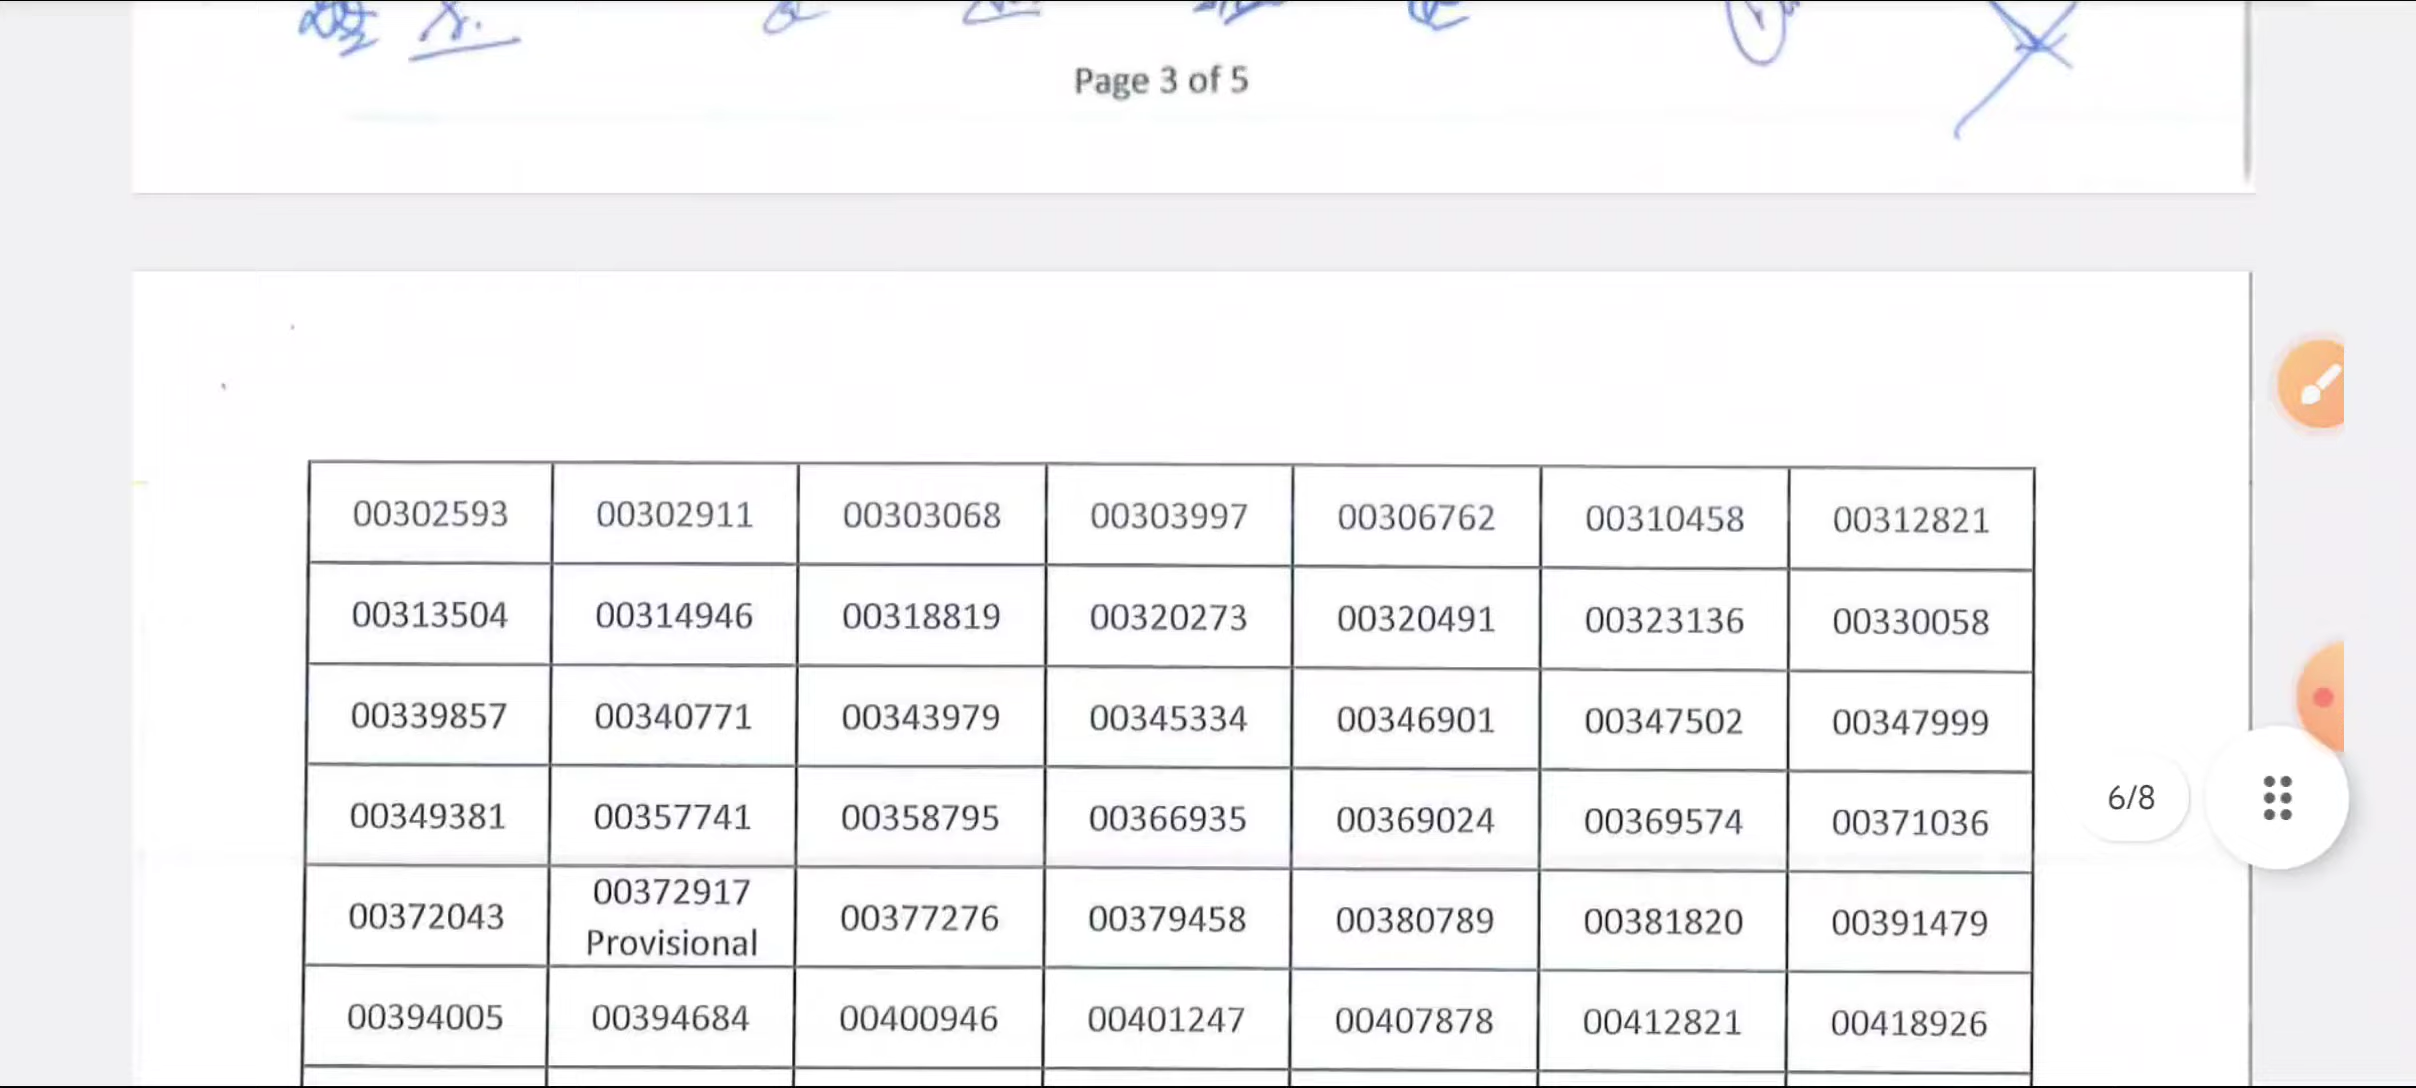 Page 3 of 5
00302593 00302911 00303068 00303997 00306762 00310458 00312821
00313504 00314946 00318819 00320273 00320491 00323136 00330058
00339857 00340771 00343979 00345334 00346901 00347502 00347999
00349381 00357741 00358795 00366935 00369024 00369574 00371036
00372043 00372917 Provisional 00377276 00379458 00380789 00381820 00391479
00394005 00394684 00400946 00401247 00407878 00412821 00418926
6/8